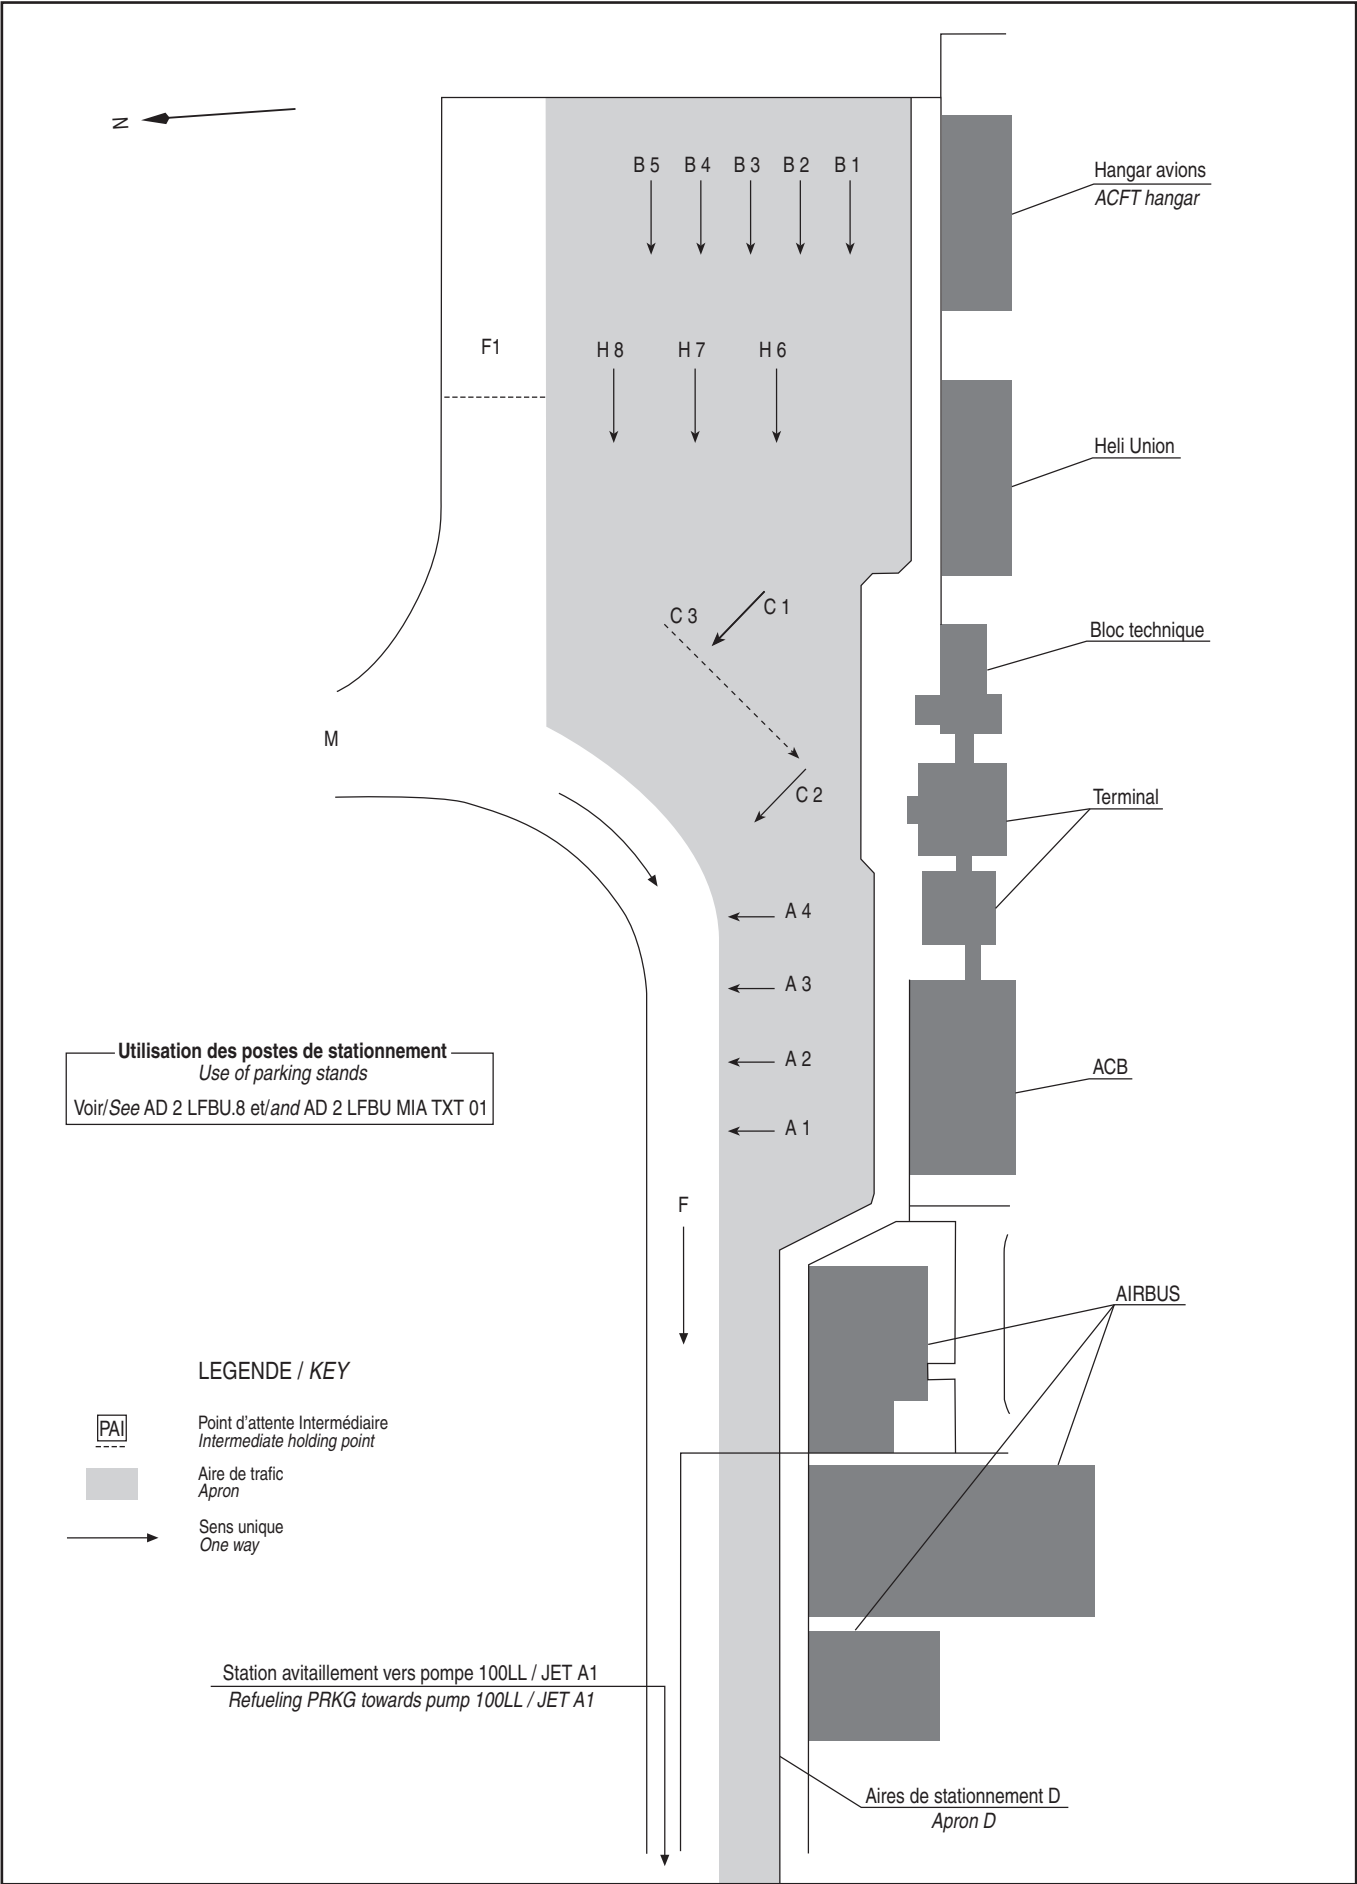 N
B 5 B 4 B 3 B 2 B 1
Hangar avions
ACFT hangar
F1
H 8 H 7 H 6
Heli Union
C 3
C 1
Bloc technique
M
C 2
Terminal
A 4
A 3
Utilisation des postes de stationnement
Use of parking stands
Voir/See AD 2 LFBU.8 et/and AD 2 LFBU MIA TXT 01
A 2
ACB
A 1
F
AIRBUS
LEGENDE / KEY
PAI
Point d'attente Intermédiaire
Intermediate holding point
Aire de trafic
Apron
Sens unique
One way
Station avitaillement vers pompe 100LL / JET A1
Refueling PRKG towards pump 100LL / JET A1
Aires de stationnement D
Apron D